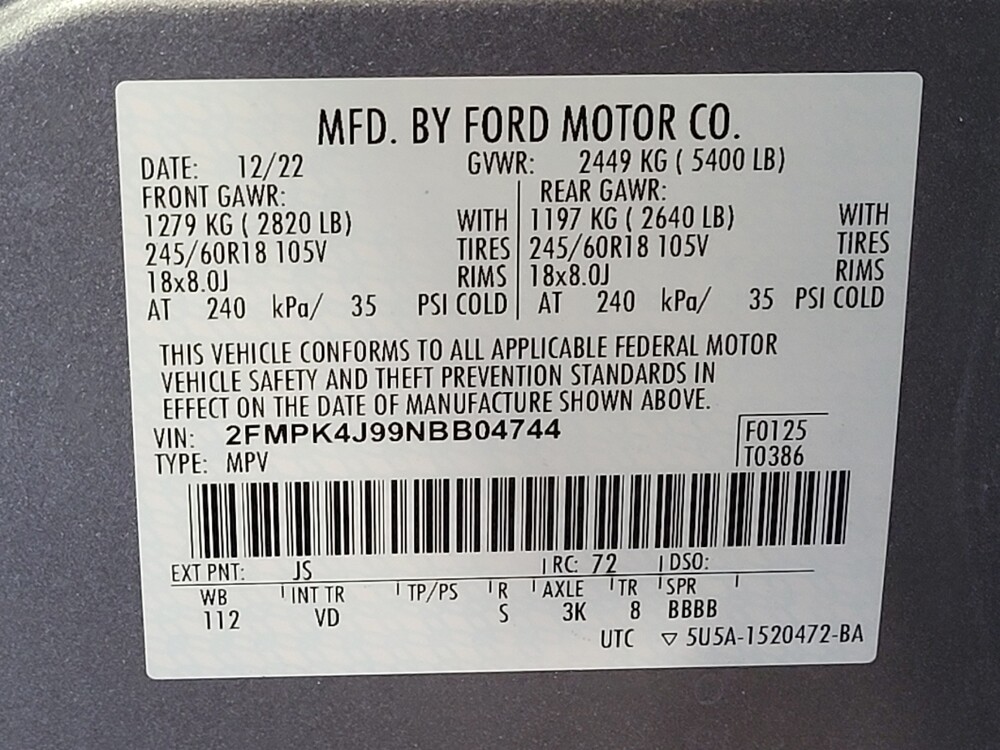 MFD. BY FORD MOTOR CO.
DATE: 12/22 GVWR: 2449 KG ( 5400 LB)
FRONT GAWR: REAR GAWR:
1279 KG ( 2820 LB) WITH 1197 KG ( 2640 LB) WITH
245/60R18 105V TIRES 245/60R18 105V TIRES
18x8.0J RIMS 18x8.0J RIMS
AT 240 kPa/ 35 PSI COLD AT 240 kPa/ 35 PSI COLD
THIS VEHICLE CONFORMS TO ALL APPLICABLE FEDERAL MOTOR
VEHICLE SAFETY AND THEFT PREVENTION STANDARDS IN
EFFECT ON THE DATE OF MANUFACTURE SHOWN ABOVE.
VIN: 2FMPK4J99NBB04744 F0125
TYPE: MPV T0386
EXT PNT: JS RC: 72 DSO:
WB INT TR TP/PS R AXLE TR SPR
112 VD S 3K 8 BBBB
UTC ▽ 5U5A-1520472-BA